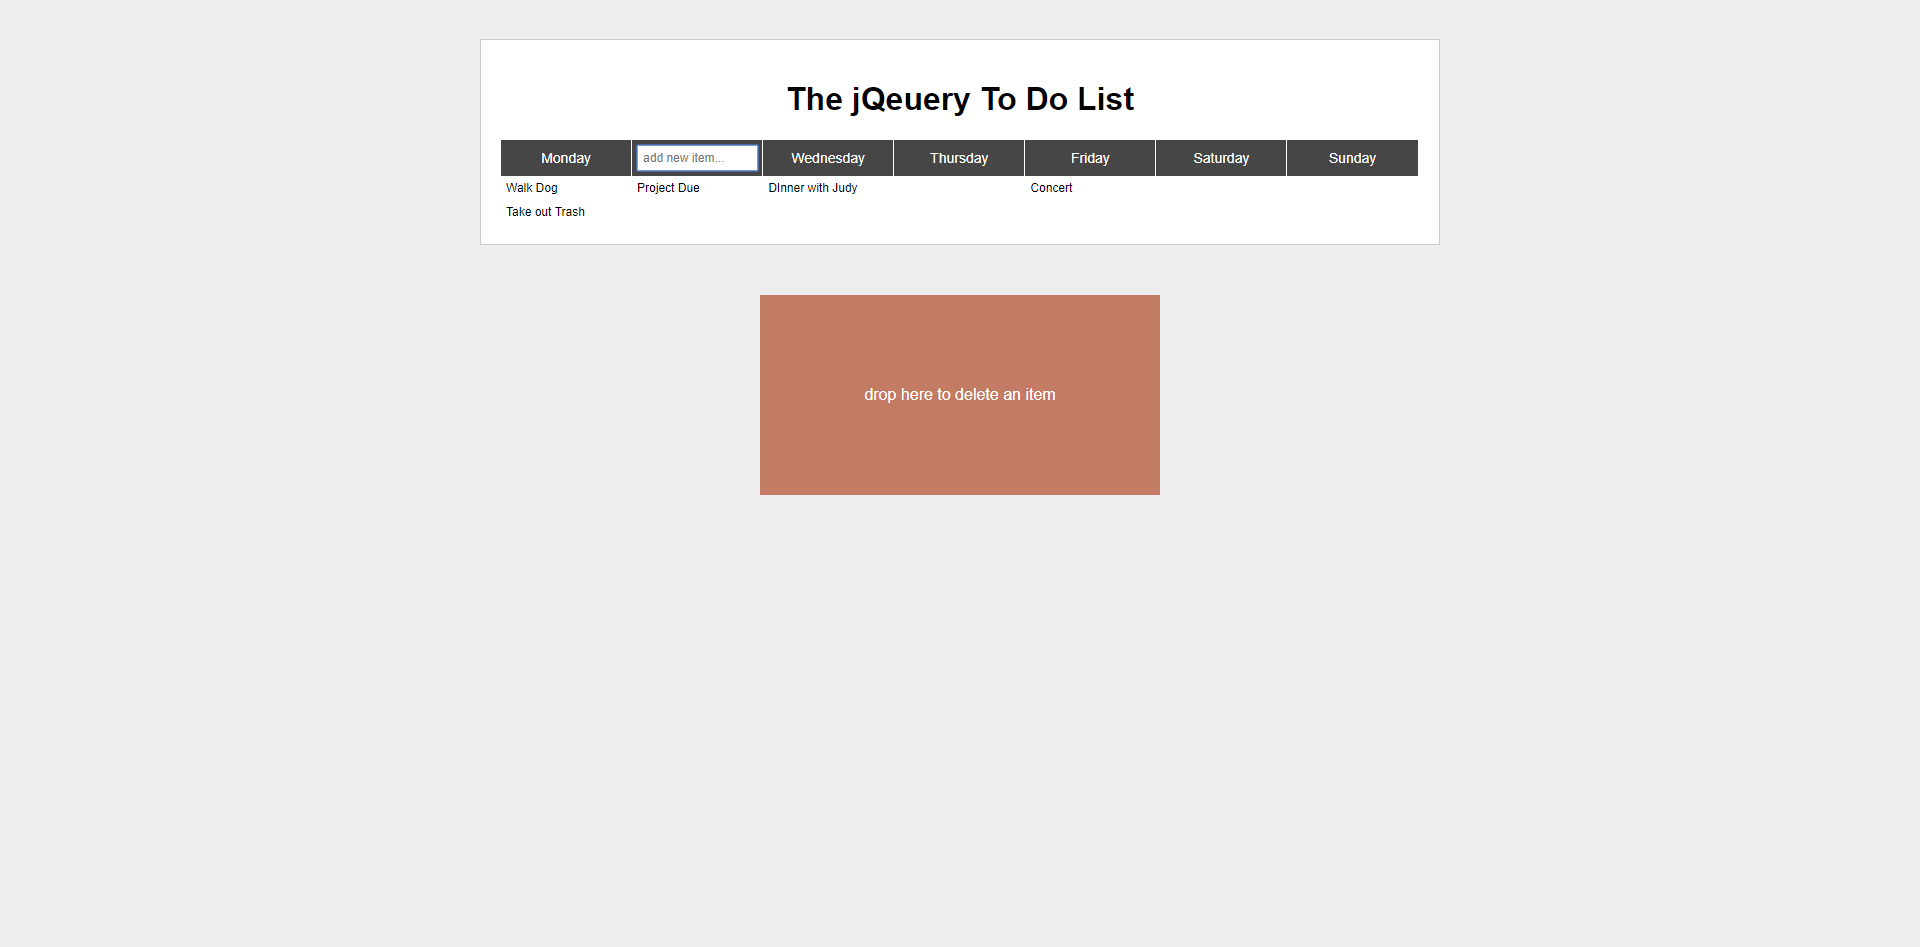 The jQeuery To Do List
Monday add new item... Wednesday Thursday Friday Saturday Sunday
Walk Dog Project Due DInner with Judy Concert
Take out Trash
drop here to delete an item